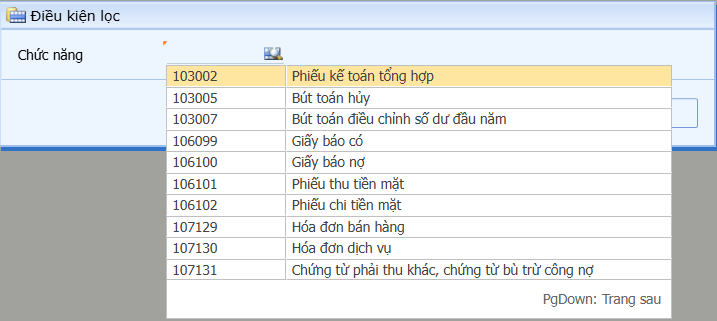 Điều kiện lọc
Chức năng
103002 Phiếu kế toán tổng hợp
103005 Bút toán hủy
103007 Bút toán điều chỉnh số dư đầu năm
106099 Giấy báo có
106100 Giấy báo nợ
106101 Phiếu thu tiền mặt
106102 Phiếu chi tiền mặt
107129 Hóa đơn bán hàng
107130 Hóa đơn dịch vụ
107131 Chứng từ phải thu khác, chứng từ bù trừ công nợ
PgDown: Trang sau